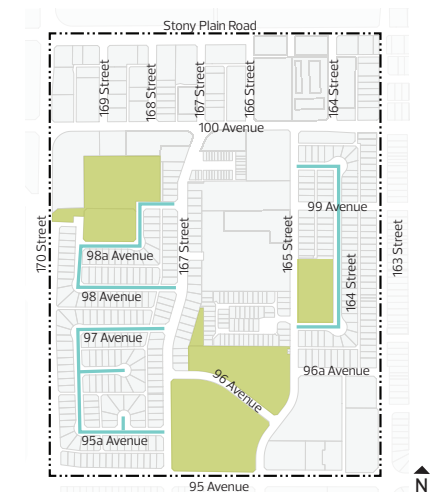 Stony Plain Road
169 Street
168 Street
167 Street
166 Street
164 Street
100 Avenue
99 Avenue
170 Street
98a Avenue
167 Street
165 Street
164 Street
163 Street
98 Avenue
97 Avenue
96 Avenue
96a Avenue
95a Avenue
95 Avenue
N